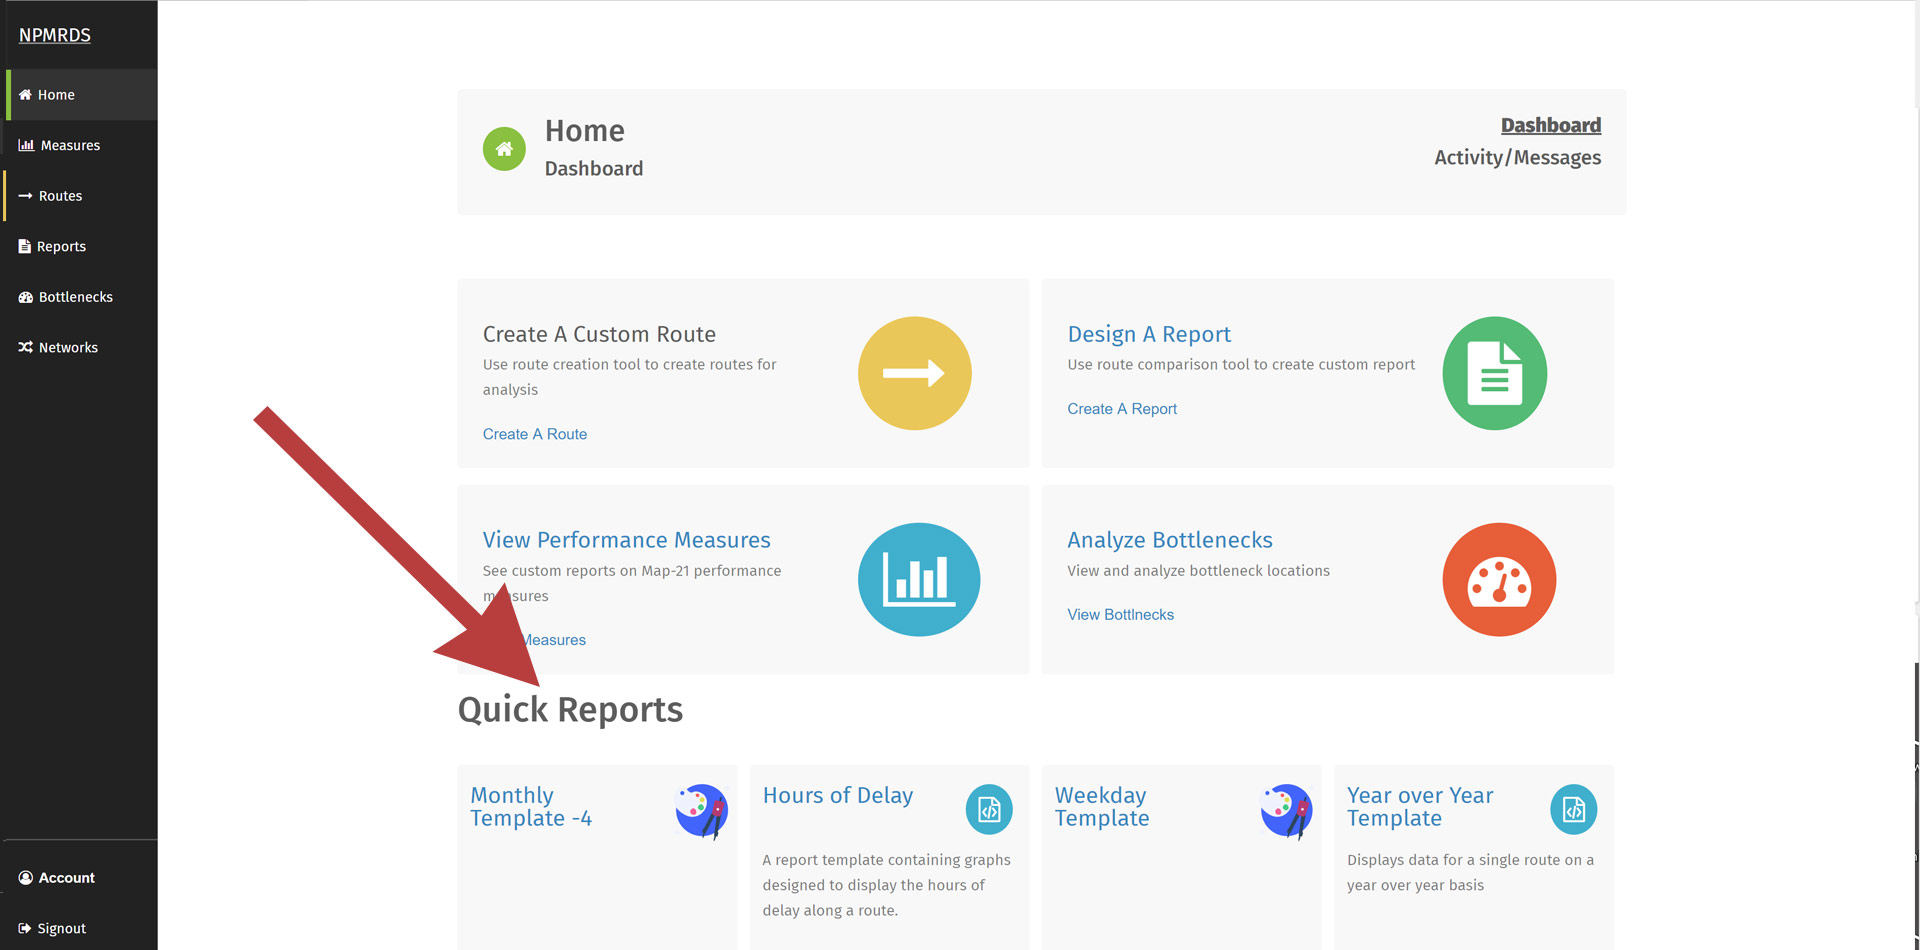 NPMRDS
Home
Measures
Routes
Reports
Bottlenecks
Networks
Account
Signout
Home
Dashboard
Dashboard
Activity/Messages
Create A Custom Route
Use route creation tool to create routes for
analysis
Create A Route
Design A Report
Use route comparison tool to create custom report
Create A Report
View Performance Measures
See custom reports on Map-21 performance
measures
Measures
Analyze Bottlenecks
View and analyze bottleneck locations
View Bottlnecks
Quick Reports
Monthly
Template -4
Hours of Delay
A report template containing graphs
designed to display the hours of
delay along a route.
Weekday
Template
Year over Year
Template
Displays data for a single route on a
year over year basis